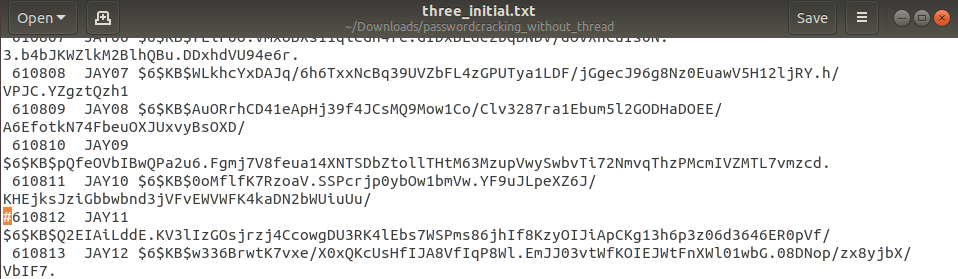 Open
three_initial.txt
~/Downloads/passwordcracking_without_thread
Save
3.b4bJKWZlkM2BlhQBu.DDxhdVU94e6r.
610808 JAY07 $6$KB$WLkhcYxDAJq/6h6TxxNcBq39UVZbFL4zGPUTya1LDF/jGgecJ96g8Nz0EuawV5H12ljRY.h/
VPJC.YZgztQzh1
610809 JAY08 $6$KB$AuORrhCD41eApHj39f4JCsMQ9Mow1Co/Clv3287ra1Ebum5l2GODHaDOEE/
A6EfotkN74FbeuOXJUxvyBsOXD/
610810 JAY09
$6$KB$pQfeOVbIBwQPa2u6.Fgmj7V8feua14XNTSDbZtollTHtM63MzupVwySwbvTi72NmvqThzPMcmIVZMTL7vmzcd.
610811 JAY10 $6$KB$0oMflfK7RzoaV.SSPcrjp0ybOw1bmVw.YF9uJLpeXZ6J/
KHEjksJziGbbwbnd3jVFvEWVWFK4kaDN2bWUiuUu/
#610812 JAY11
$6$KB$Q2EIAiLddE.KV3lIzGOsjrzj4CcowgDU3RK4lEbs7WSPms86jhIf8KzyOIJiApCKg13h6p3z06d3646ER0pVf/
610813 JAY12 $6$KB$w336BrwtK7vxe/X0xQKcUsHfIJA8VfIqP8Wl.EmJJ03vtWfKOIEJWtFnXWl01wbG.08DNop/zx8yjbX/
VbIF7.